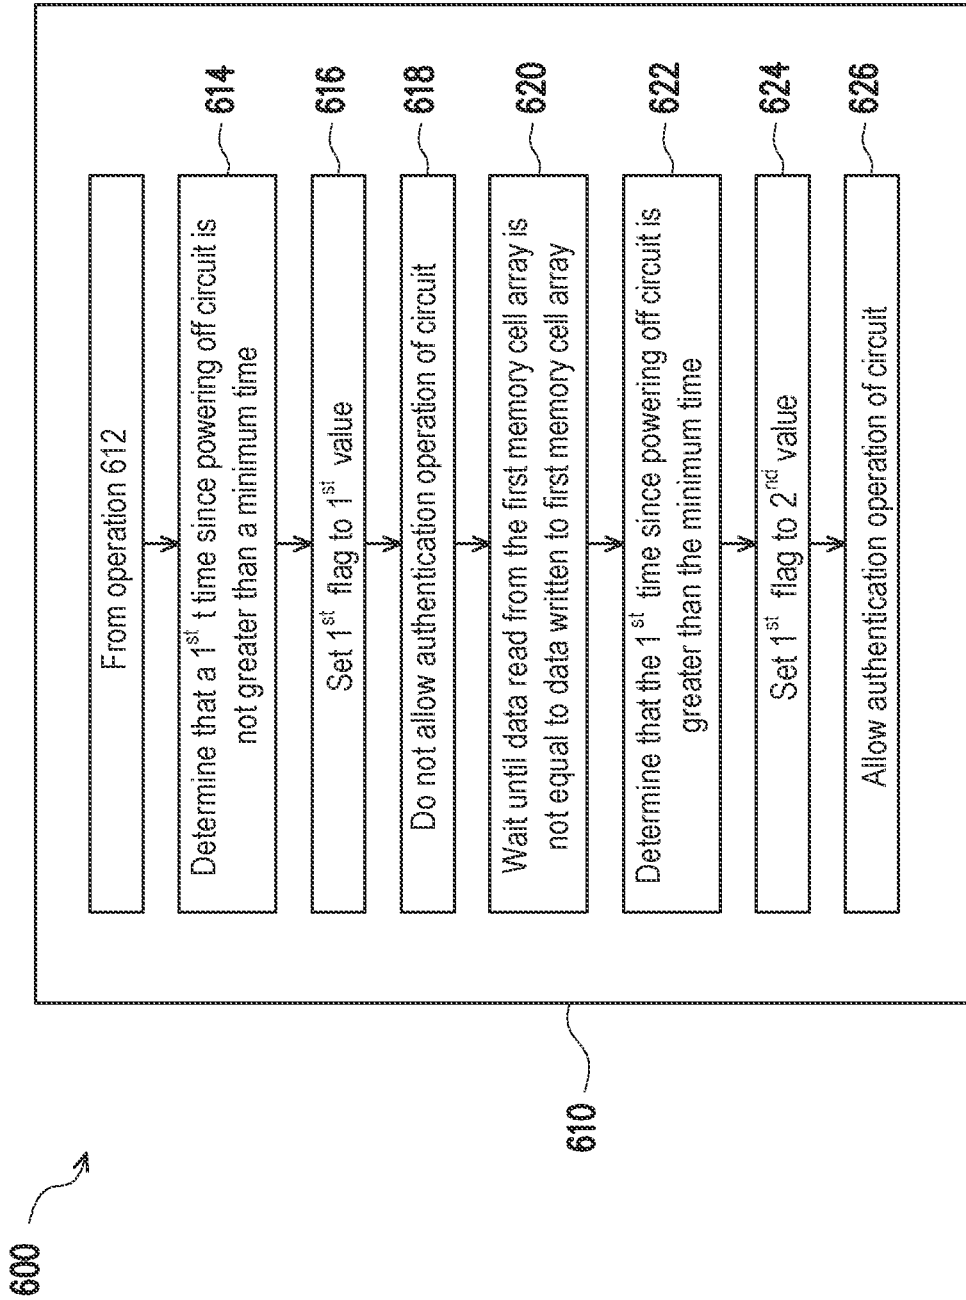 600
610
From operation 612
614
Determine that a 1st t time since powering off circuit is
not greater than a minimum time
616
Set 1st flag to 1st value
618
Do not allow authentication operation of circuit
620
Wait until data read from the first memory cell array is
not equal to data written to first memory cell array
622
Determine that the 1st time since powering off circuit is
greater than the minimum time
624
Set 1st flag to 2nd value
626
Allow authentication operation of circuit